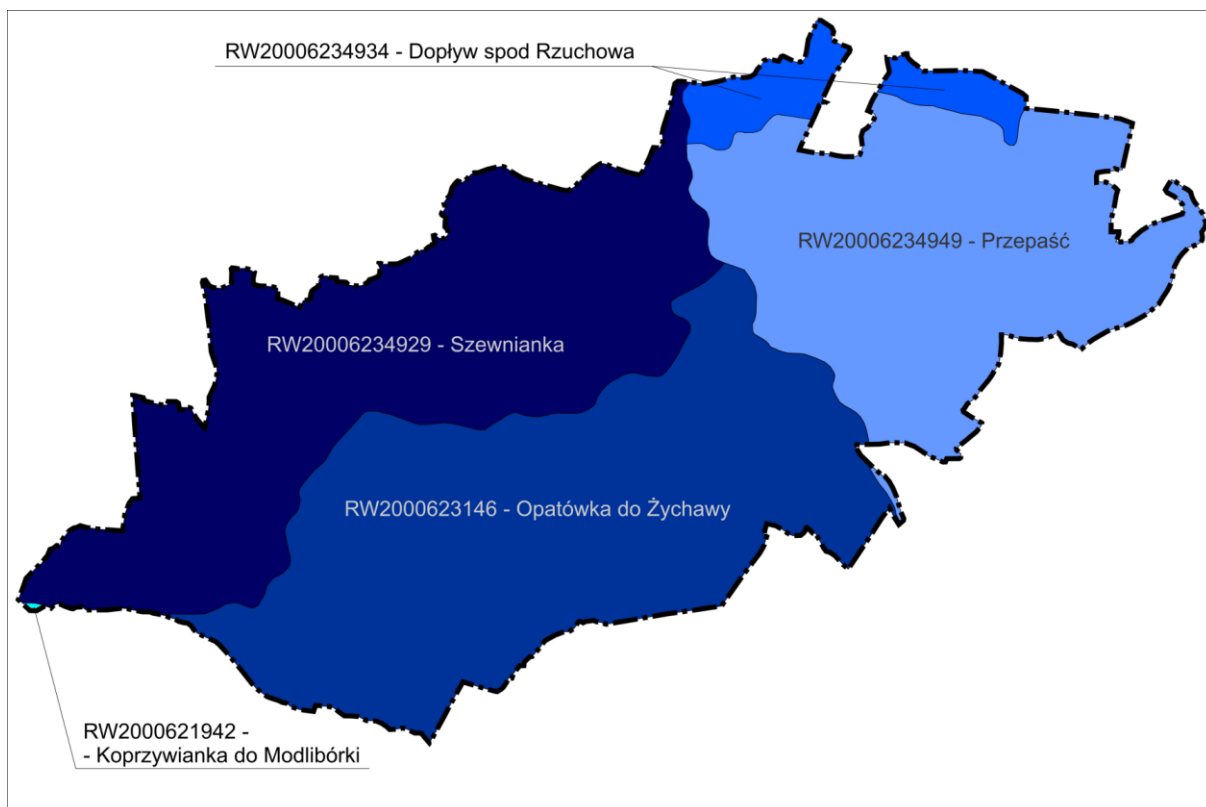 RW20006234934 - Dopływ spod Rzuchowa
RW20006234949 - Przepaść
RW20006234929 - Szewnianka
RW2000623146 - Opatówka do Żychawy
RW2000621942 -
- Koprzywianka do Modlibórki